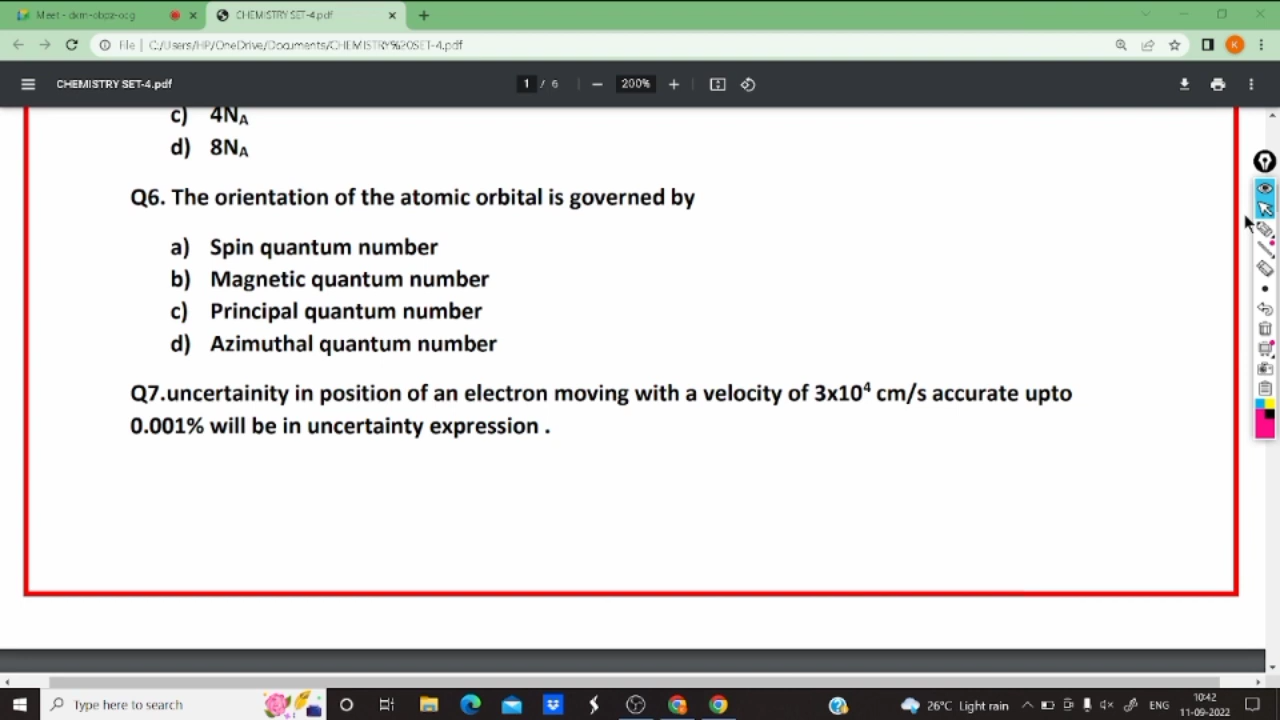 Meet - dxm-obpz-ocg
CHEMISTRY SET-4.pdf
File | C:/Users/HP/OneDrive/Documents/CHEMISTRY%20SET-4.pdf
K
CHEMISTRY SET-4.pdf
1 / 6
200%
c) 4NA
d) 8NA
Q6. The orientation of the atomic orbital is governed by
a) Spin quantum number
b) Magnetic quantum number
c) Principal quantum number
d) Azimuthal quantum number
Q7.uncertainity in position of an electron moving with a velocity of 3x10⁴ cm/s accurate upto
0.001% will be in uncertainty expression .
Type here to search
26°C Light rain
ENG
10:42
11-09-2022